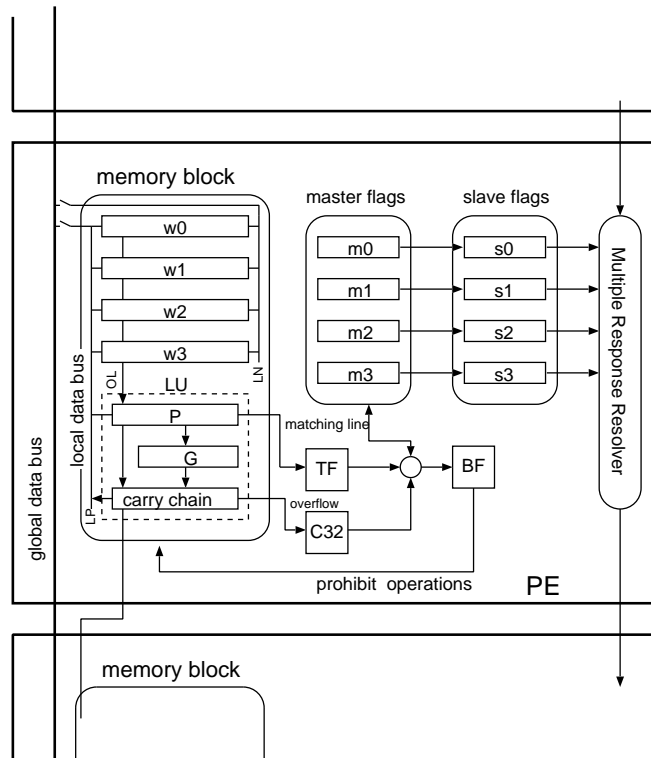 memory block
master flags
slave flags
w0
m0
s0
w1
m1
s1
w2
m2
s2
w3
m3
s3
OL
LN
LU
local data bus
P
matching line
G
TF
BF
carry chain
overflow
LP
C32
global data bus
Multiple Response Resolver
prohibit operations
PE
memory block